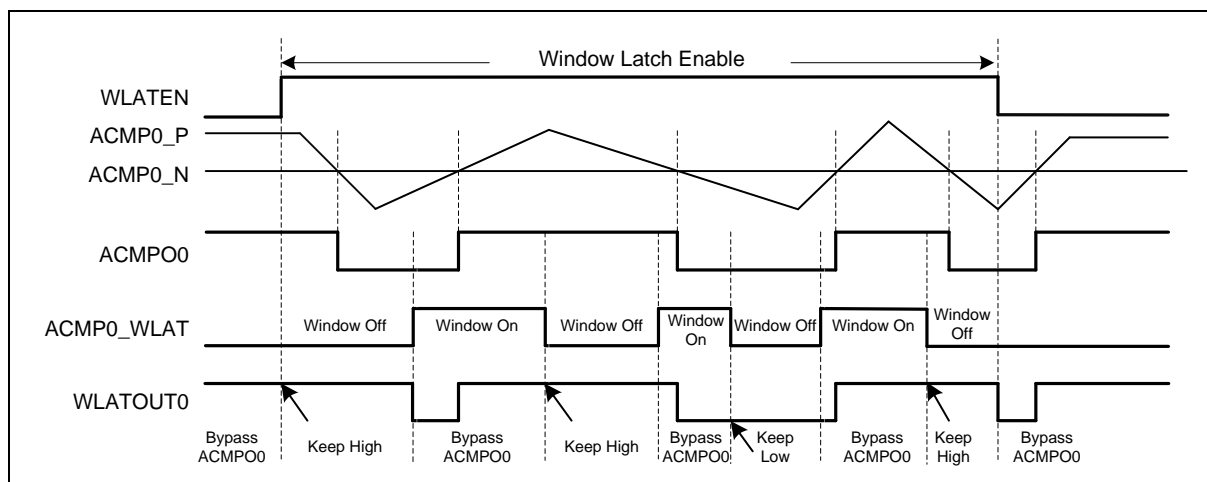 Window Latch Enable
WLATEN
ACMP0_P
ACMP0_N
ACMPO0
ACMP0_WLAT
Window Off
Window On
Window Off
Window
On
Window Off
Window On
Window
Off
WLATOUT0
Bypass
ACMPO0
Keep High
Bypass
ACMPO0
Keep High
Bypass
ACMPO0
Keep
Low
Bypass
ACMPO0
Keep
High
Bypass
ACMPO0